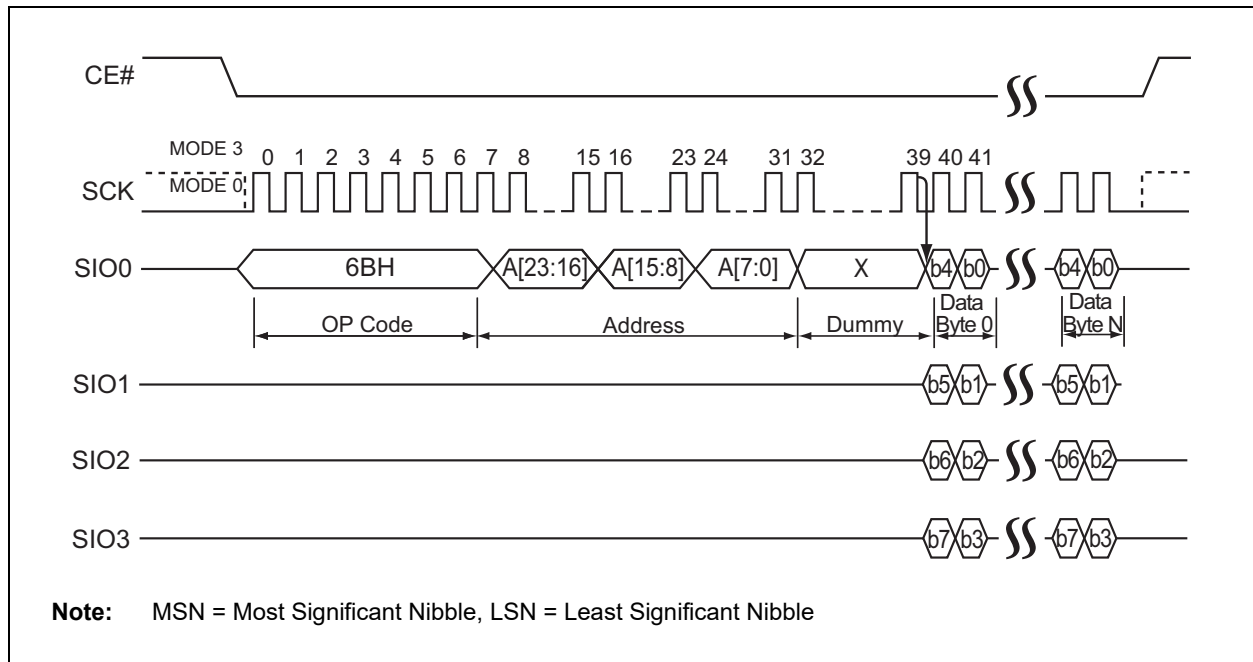 CE#
MODE 3
0 1 2 3 4 5 6 7 8 15 16 23 24 31 32 39 40 41
SCK
MODE 0
SIO0
6BH
A[23:16]
A[15:8]
A[7:0]
X
b4
b0
b4
b0
OP Code
Address
Dummy
Data
Byte 0
Data
Byte N
SIO1
b5
b1
b5
b1
SIO2
b6
b2
b6
b2
SIO3
b7
b3
b7
b3
Note: MSN = Most Significant Nibble, LSN = Least Significant Nibble